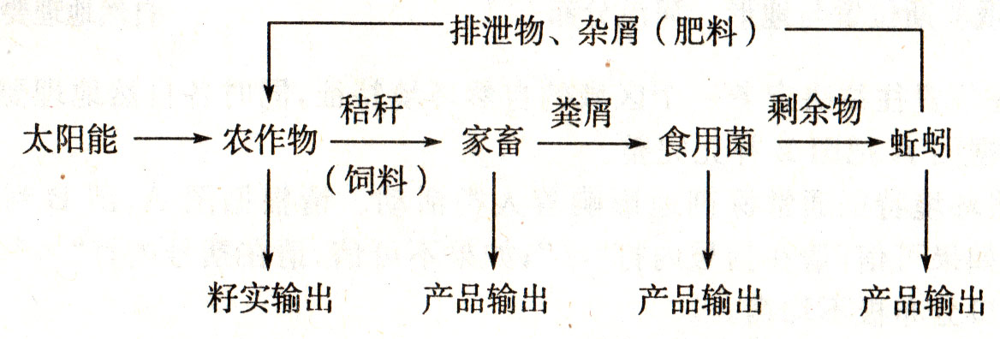 排泄物、杂屑（肥料）
秸秆 粪屑 剩余物
太阳能 农作物 家畜 食用菌 蚯蚓
（饲料）
籽实输出 产品输出 产品输出 产品输出